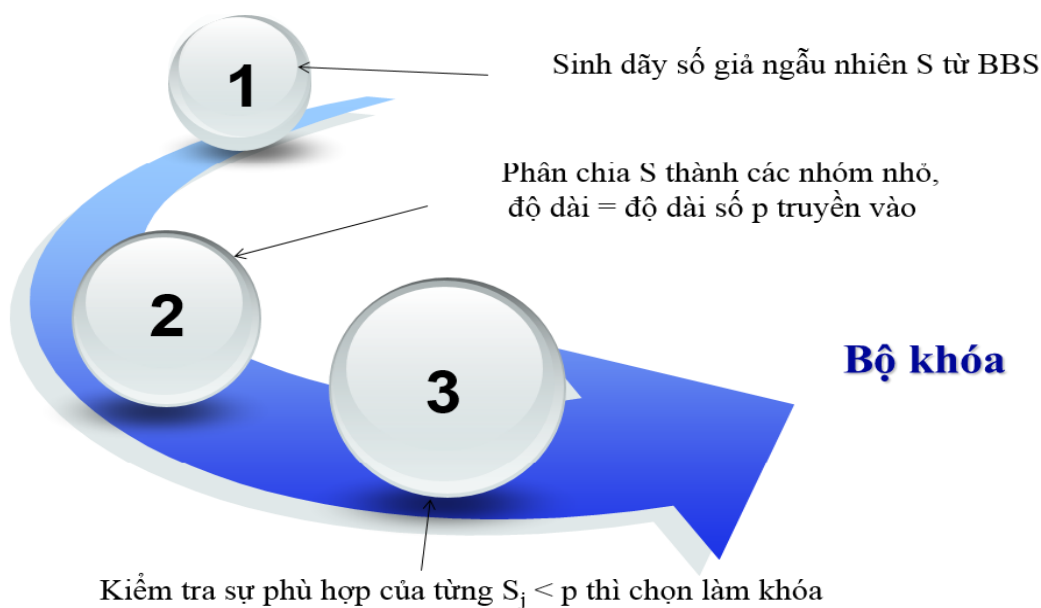 1
Sinh dãy số giả ngẫu nhiên S từ BBS
Phân chia S thành các nhóm nhỏ,
độ dài = độ dài số p truyền vào
2
3
Bộ khóa
Kiểm tra sự phù hợp của từng Sᵢ < p thì chọn làm khóa